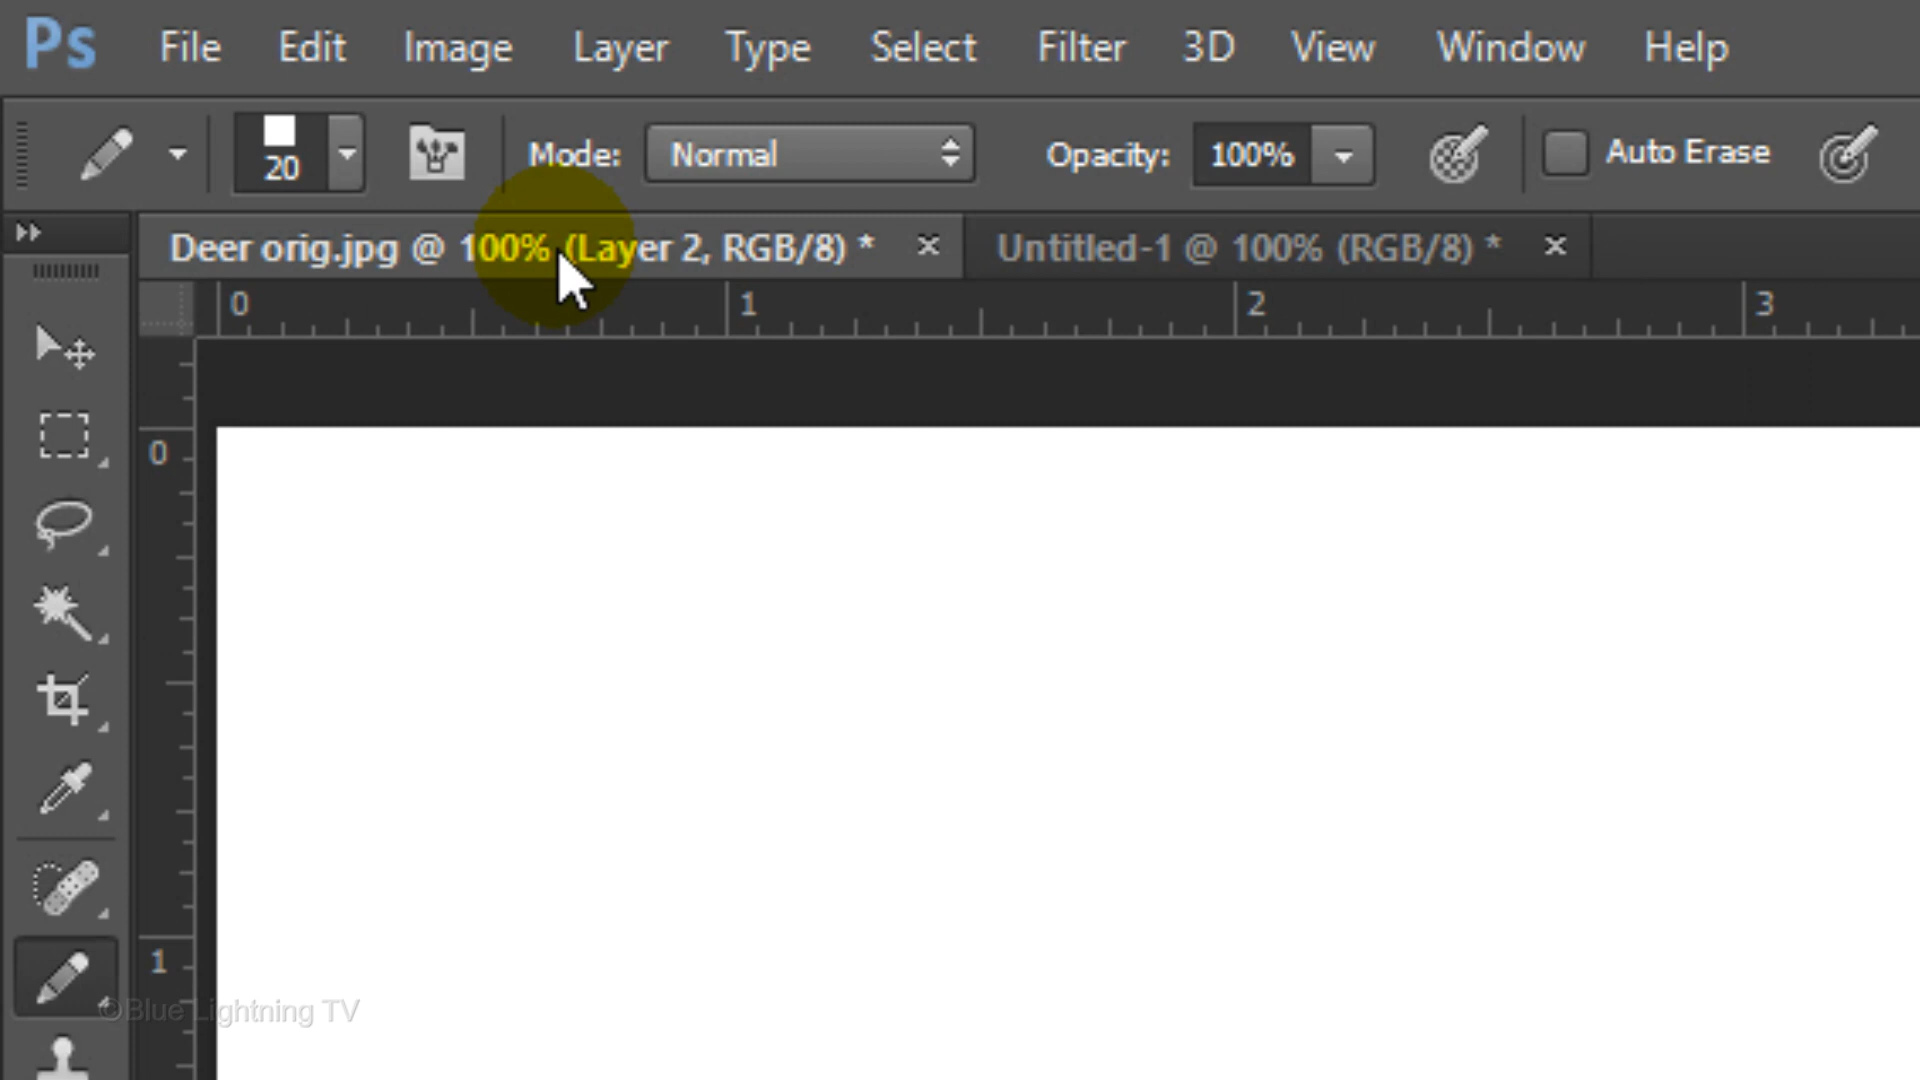 Ps File Edit Image Layer Type Select Filter 3D View Window Help
20 Mode: Normal Opacity: 100% Auto Erase
Deer orig.jpg @ 100% (Layer 2, RGB/8) * × Untitled-1 @ 100% (RGB/8) * ×
0 1 2 3
0
1
©Blue Lightning TV